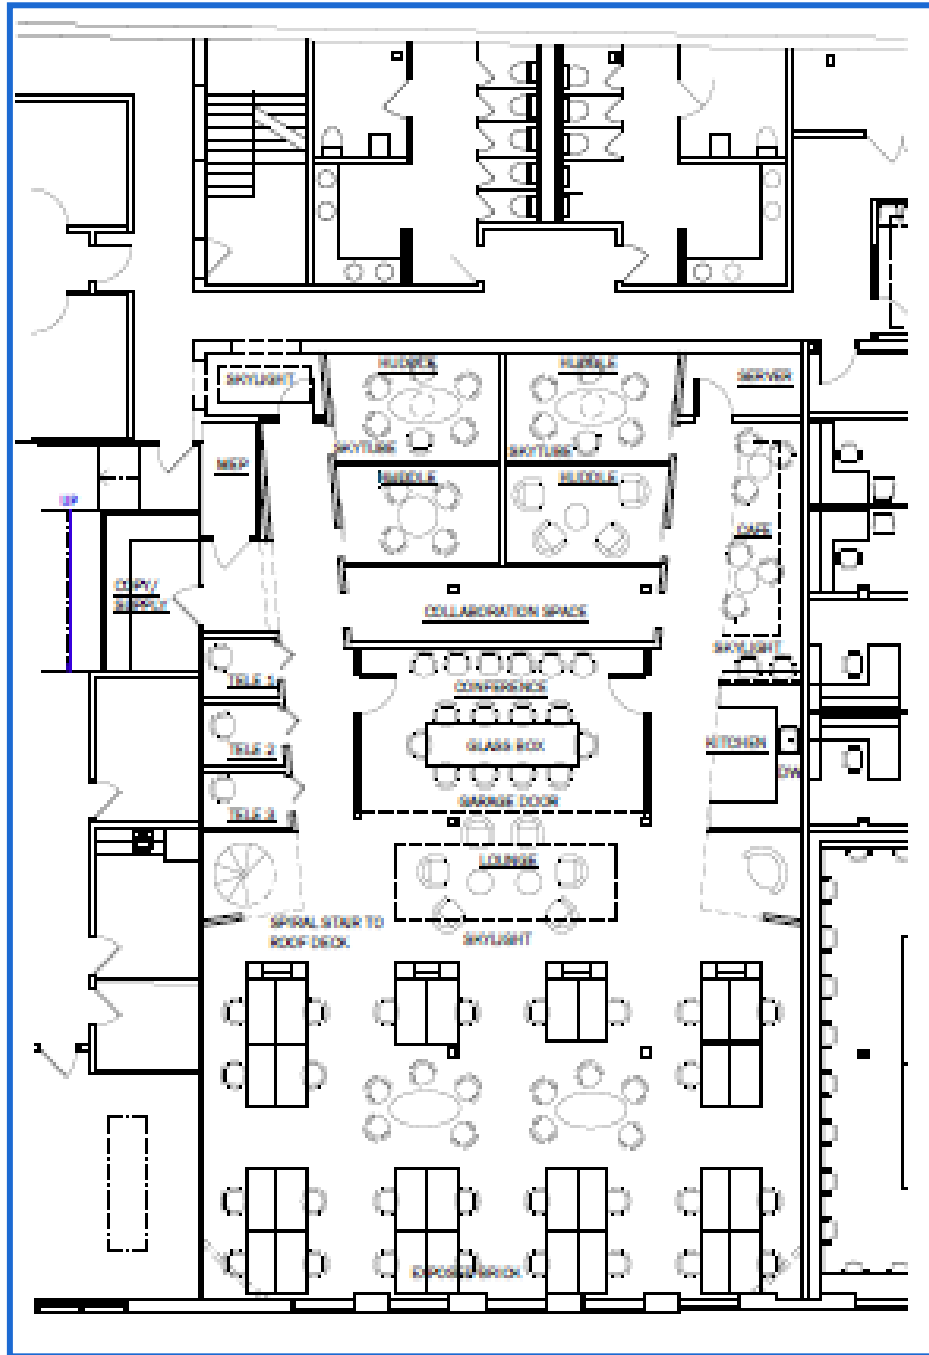 HUDDLE
HUDDLE
SKYLIGHT
SERVER
SKYTUBE
SKYTUBE
MEP
HUDDLE
HUDDLE
UP
CAFE
COPY/
SUPPLY
COLLABORATION SPACE
SKYLIGHT
TELE 1
CONFERENCE
TELE 2
GLASS BOX
KITCHEN
DW
TELE 3
GARAGE DOOR
LOUNGE
SPIRAL STAIR TO
ROOF DECK
SKYLIGHT
EXPOSED BRICK